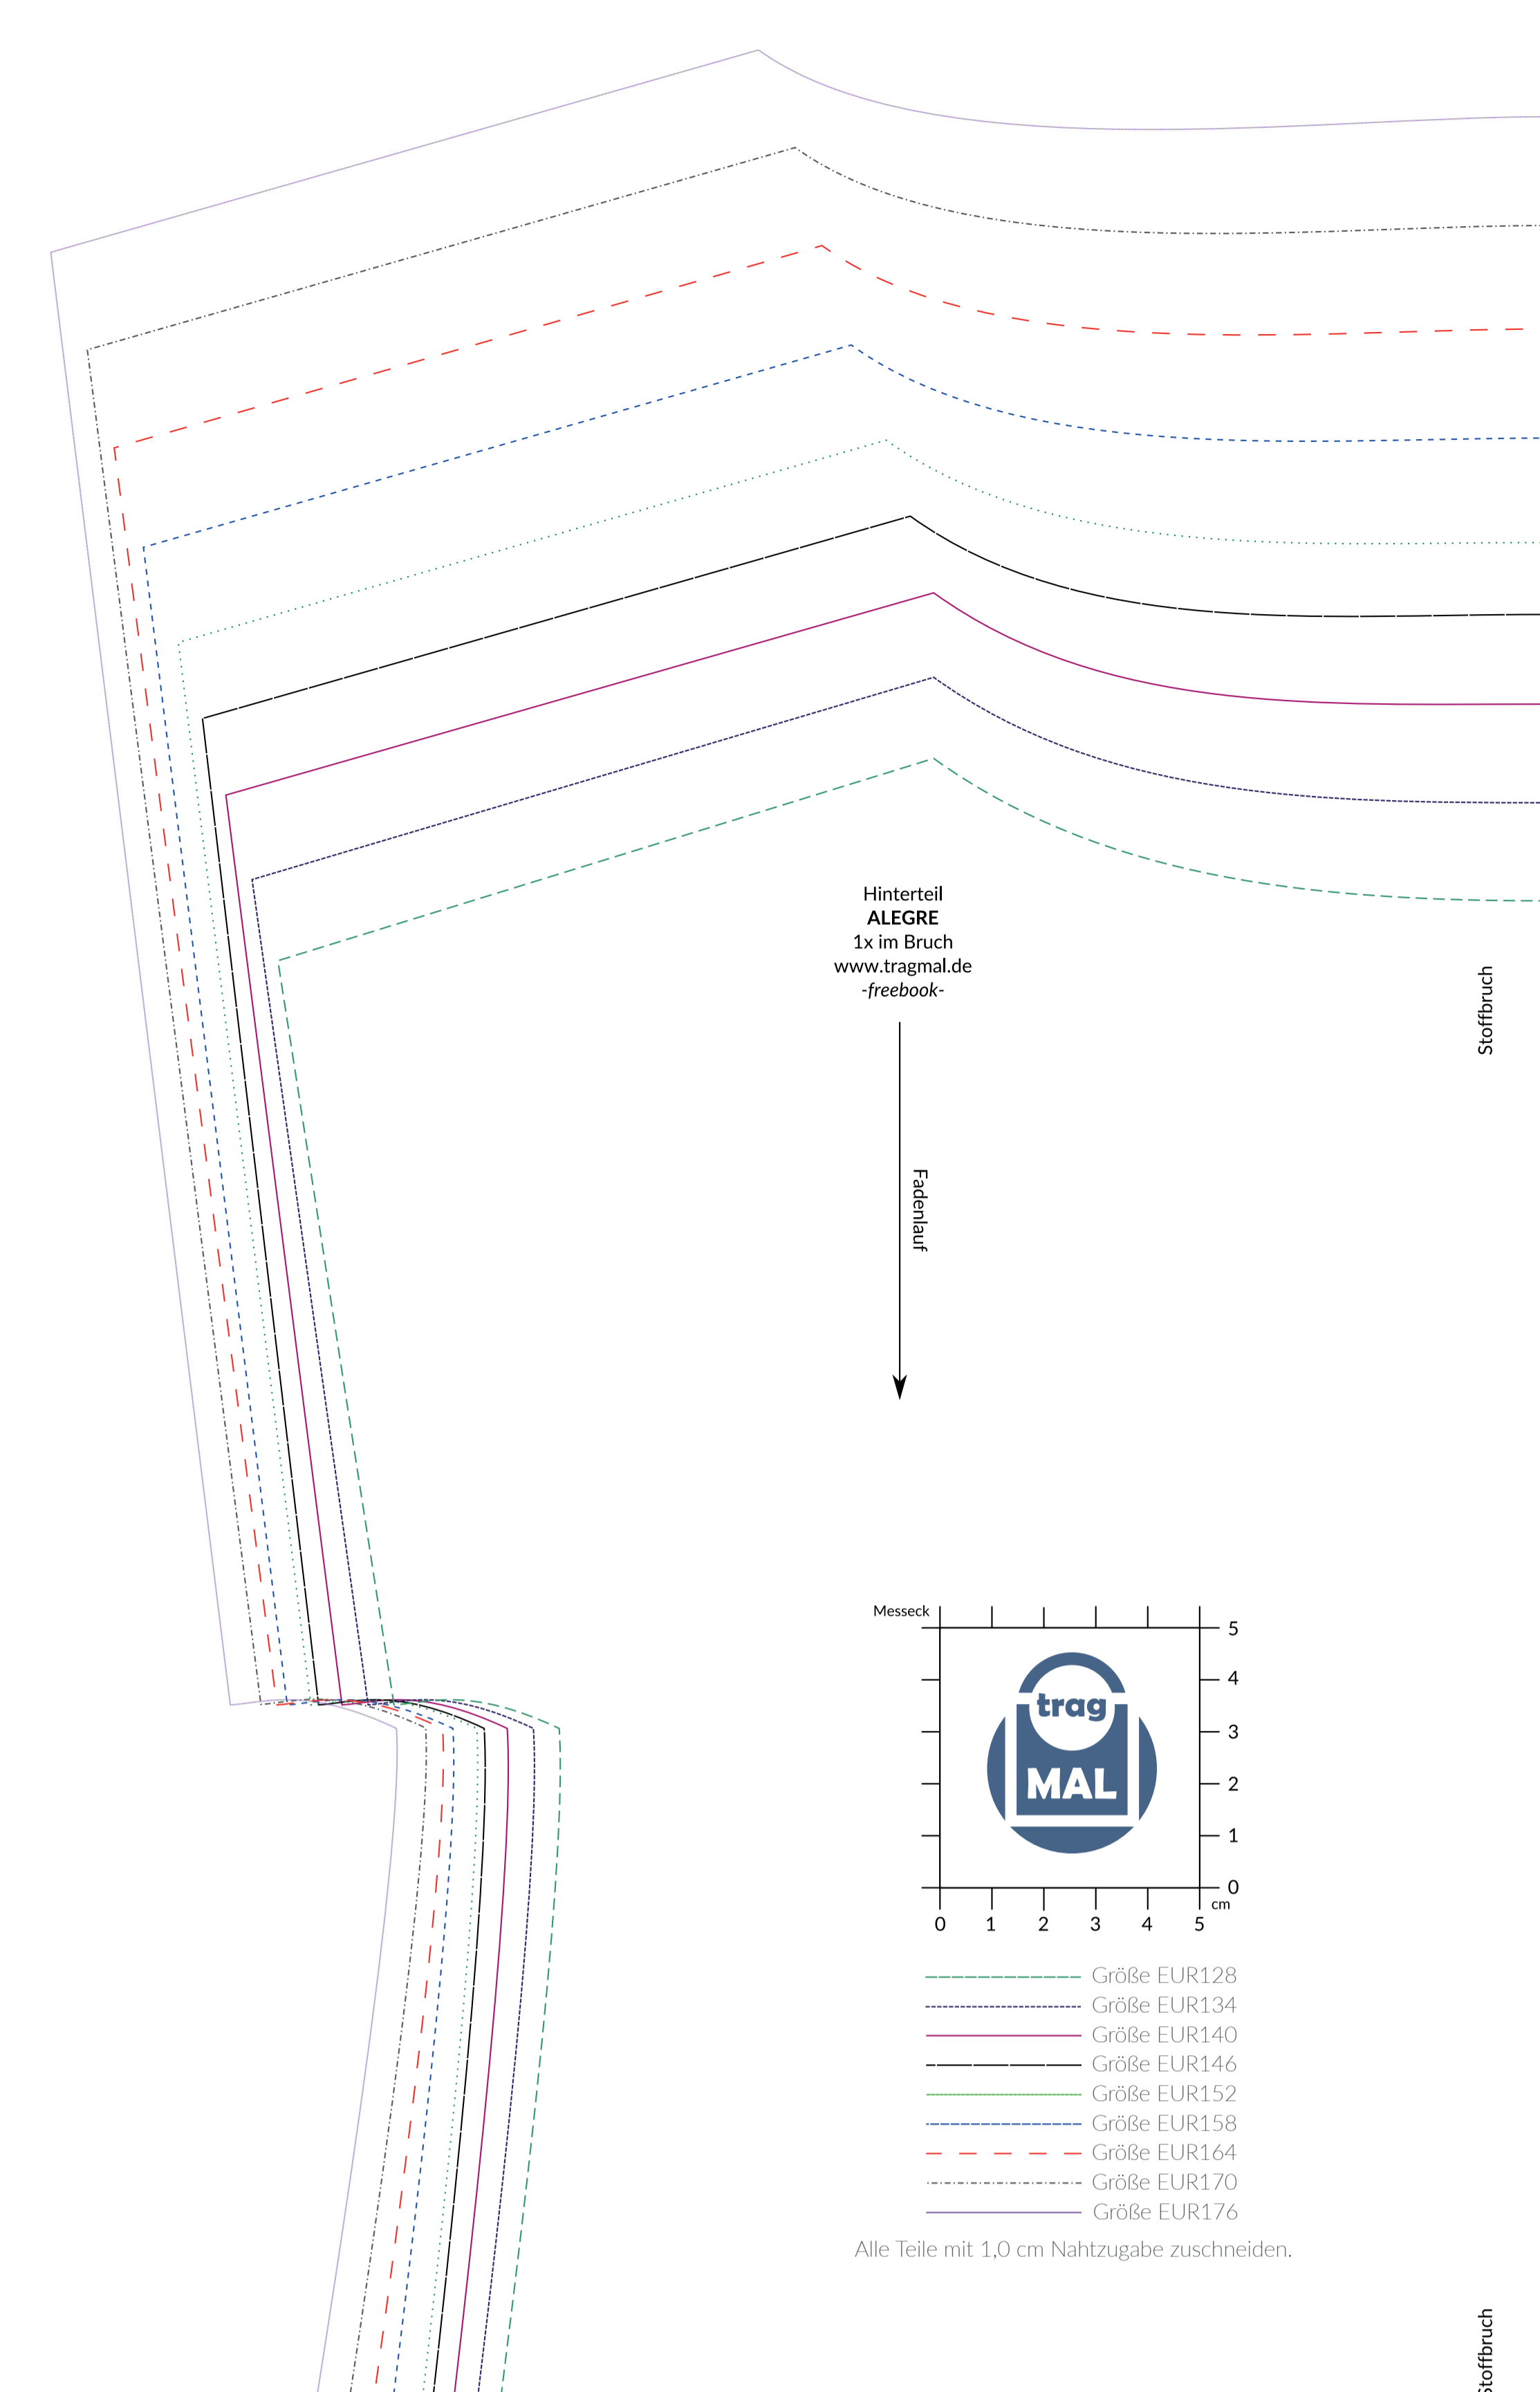 Hinterteil
ALEGRE
1x im Bruch
www.tragmal.de
-freebook-
Stoffbruch
Fadenlauf
Messeck
5
4
3
2
1
0
cm
0 1 2 3 4 5
trag
MAL
Größe EUR128
Größe EUR134
Größe EUR140
Größe EUR146
Größe EUR152
Größe EUR158
Größe EUR164
Größe EUR170
Größe EUR176
Alle Teile mit 1,0 cm Nahtzugabe zuschneiden.
Stoffbruch